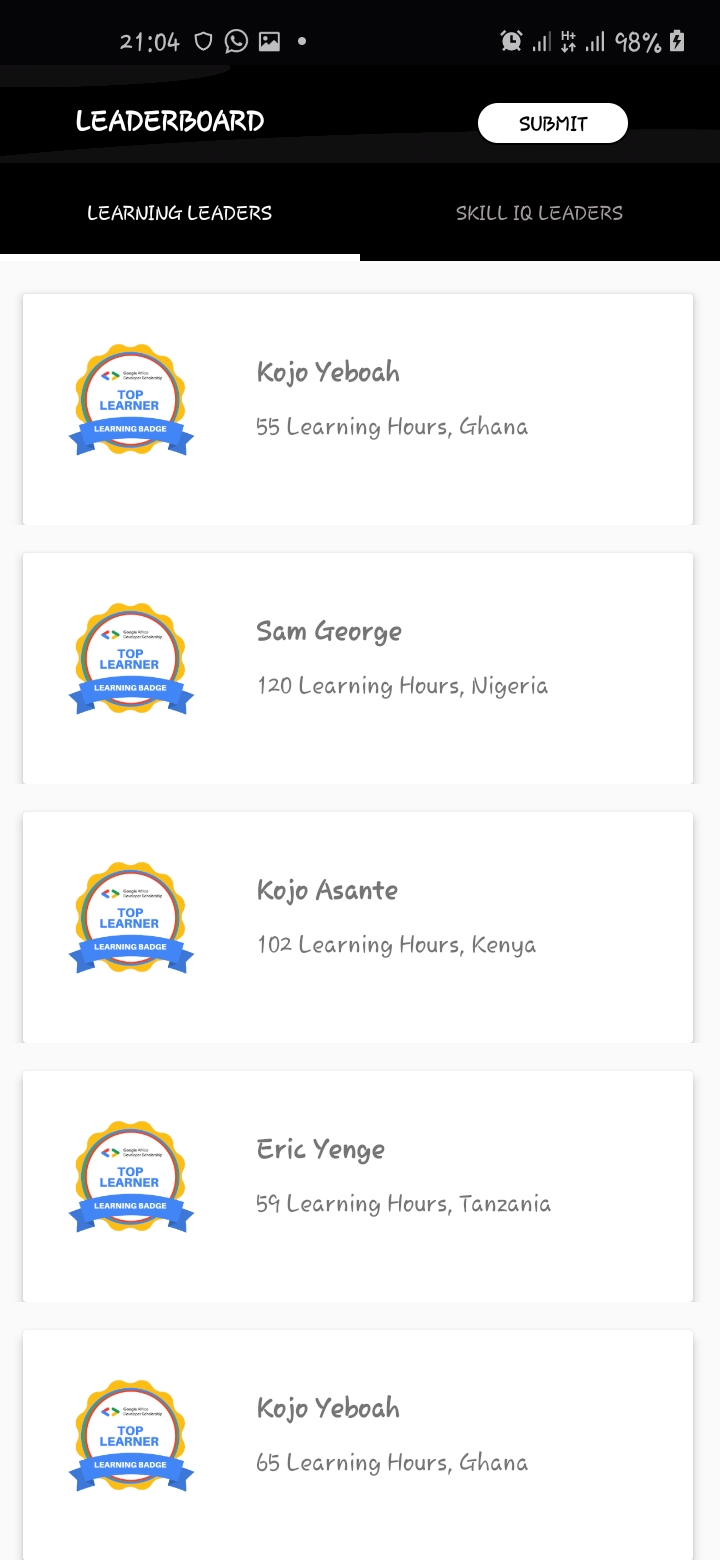 21:04
H+
98%
LEADERBOARD
SUBMIT
LEARNING LEADERS
SKILL IQ LEADERS
Google Africa
Developer Scholarship
TOP
LEARNER
LEARNING BADGE
Kojo Yeboah
55 Learning Hours, Ghana
Google Africa
Developer Scholarship
TOP
LEARNER
LEARNING BADGE
Sam George
120 Learning Hours, Nigeria
Google Africa
Developer Scholarship
TOP
LEARNER
LEARNING BADGE
Kojo Asante
102 Learning Hours, Kenya
Google Africa
Developer Scholarship
TOP
LEARNER
LEARNING BADGE
Eric Yenge
59 Learning Hours, Tanzania
Google Africa
Developer Scholarship
TOP
LEARNER
LEARNING BADGE
Kojo Yeboah
65 Learning Hours, Ghana